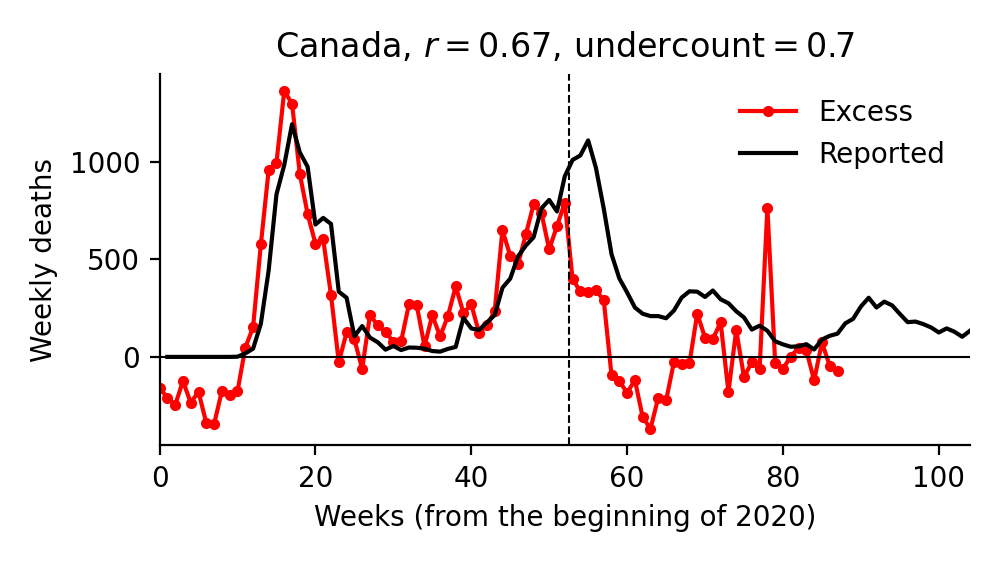 Canada, r = 0.67, undercount = 0.7
Excess
Reported
Weekly deaths
1000
500
0
0 20 40 60 80 100
Weeks (from the beginning of 2020)